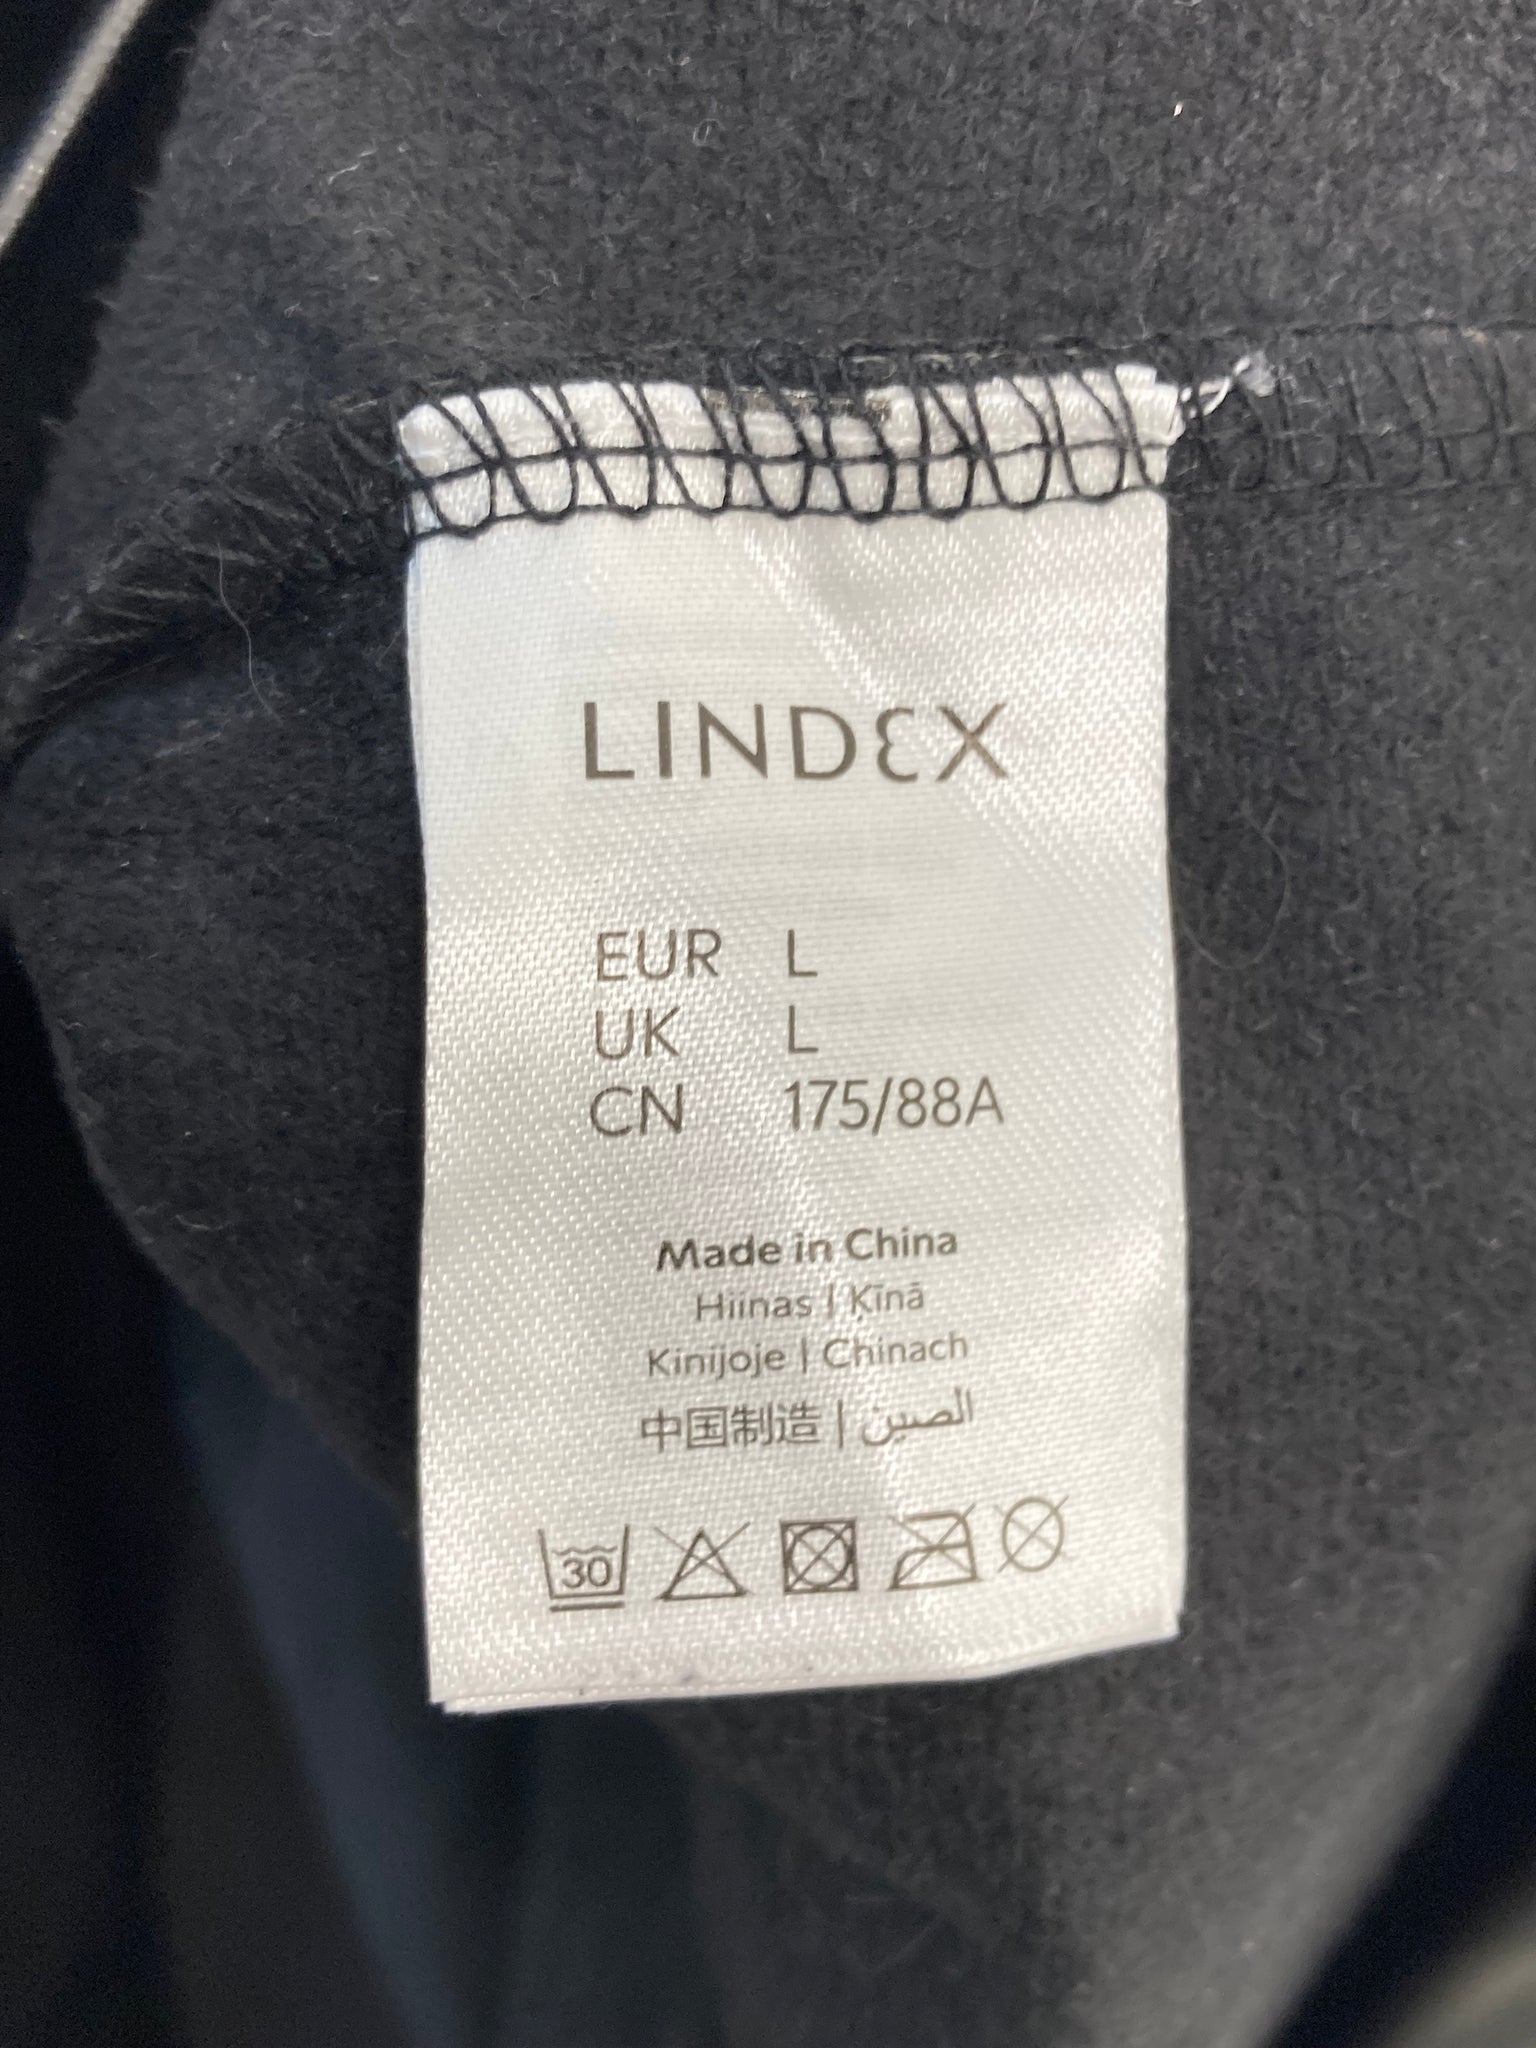 LINDEX
EUR L
UK L
CN 175/88A
Made in China
Hiinas | Ķīnā
Kinijoje | Chinach
中国制造 | الصين
30